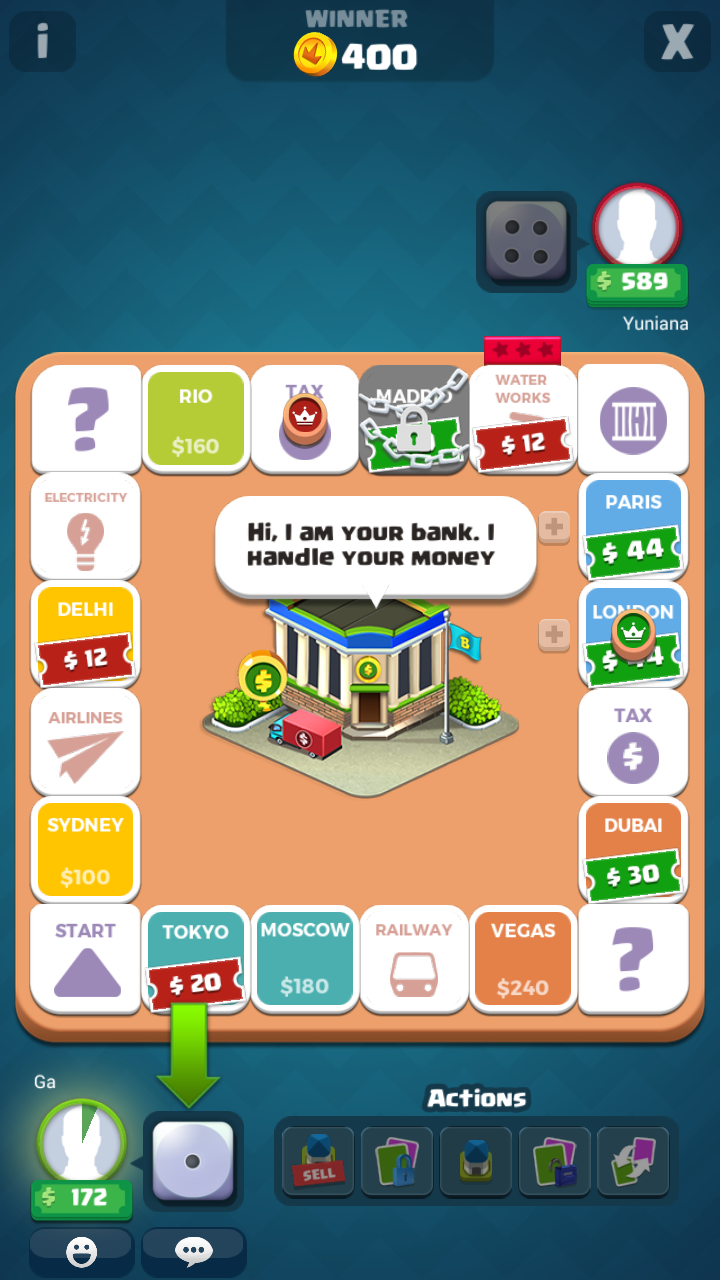 i
WINNER
400
X
$ 589
Yuniana
?
RIO
$160
TAX
WATER
WORKS
$ 12
ELECTRICITY
Hi, I am your bank. I
Handle your money
PARIS
$ 44
DELHI
$ 12
B
$
$
$
LONDON
AIRLINES
TAX
$
SYDNEY
$100
DUBAI
$ 30
START
TOKYO
$ 20
MOSCOW
$180
RAILWAY
VEGAS
$240
?
Ga
Actions
SELL
$ 172